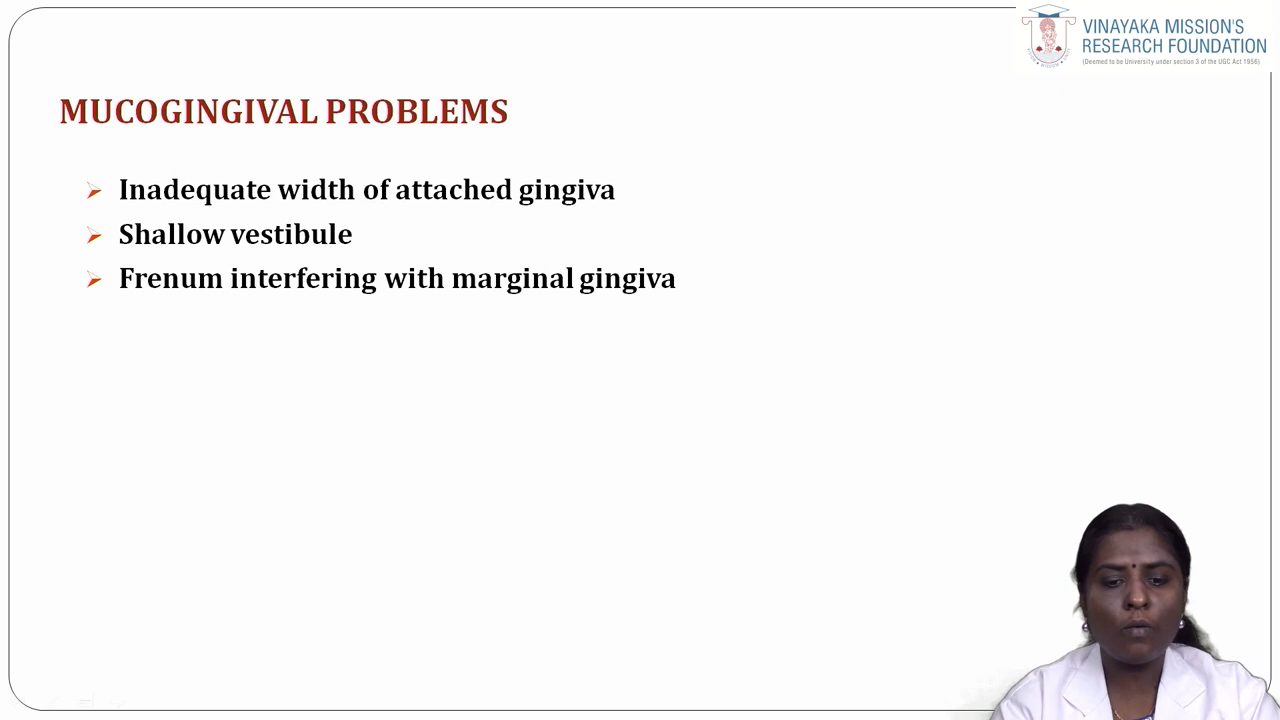 VINAYAKA MISSION'S
RESEARCH FOUNDATION
(Deemed to be University under section 3 of the UGC Act 1956)
MUCOGINGIVAL PROBLEMS
Inadequate width of attached gingiva
Shallow vestibule
Frenum interfering with marginal gingiva